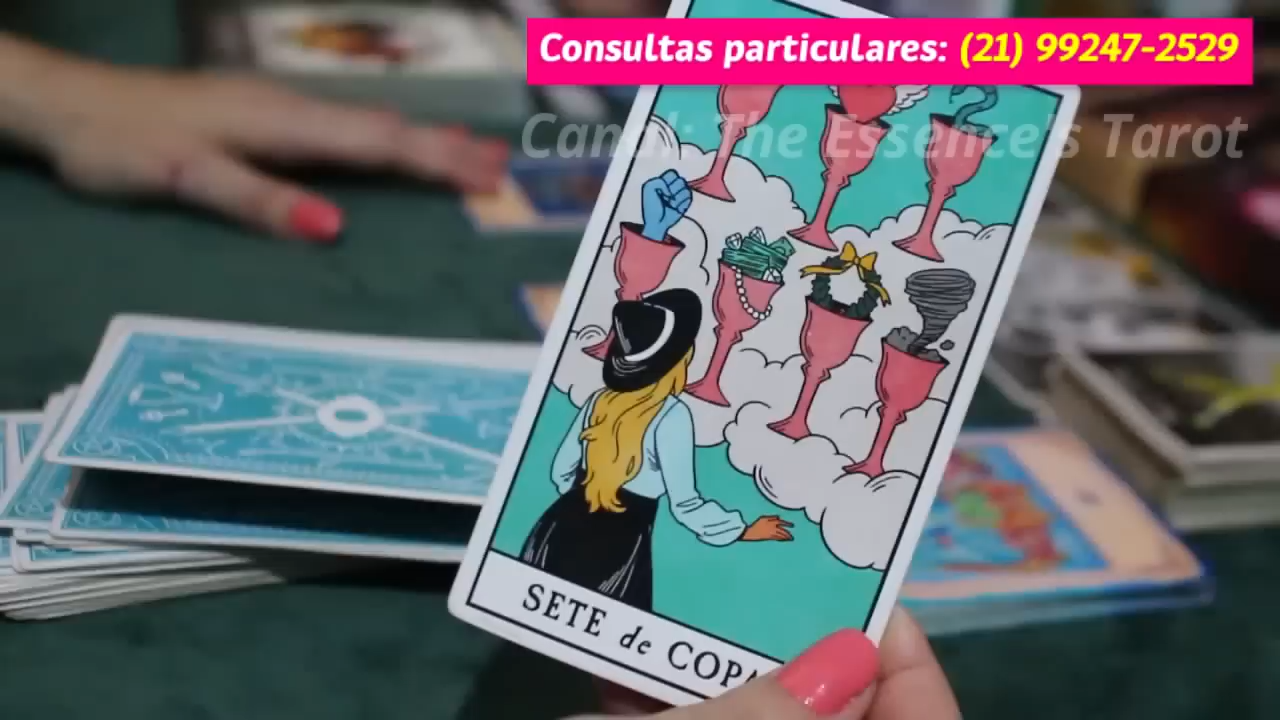 Consultas particulares: (21) 99247-2529
Canal: The Essence's Tarot
SETE de COPA